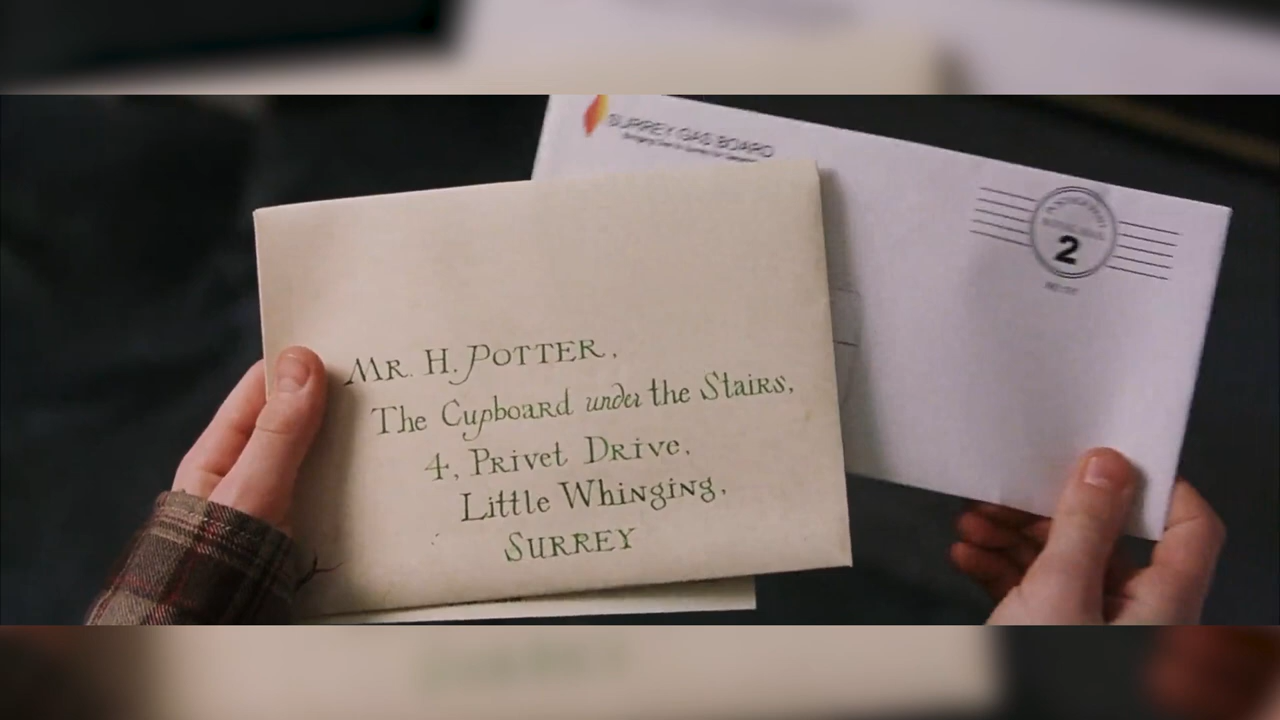 SURREY GAS BOARD
2
Mr. H. Potter,
The Cupboard under the Stairs,
4, Privet Drive,
Little Whinging,
SURREY